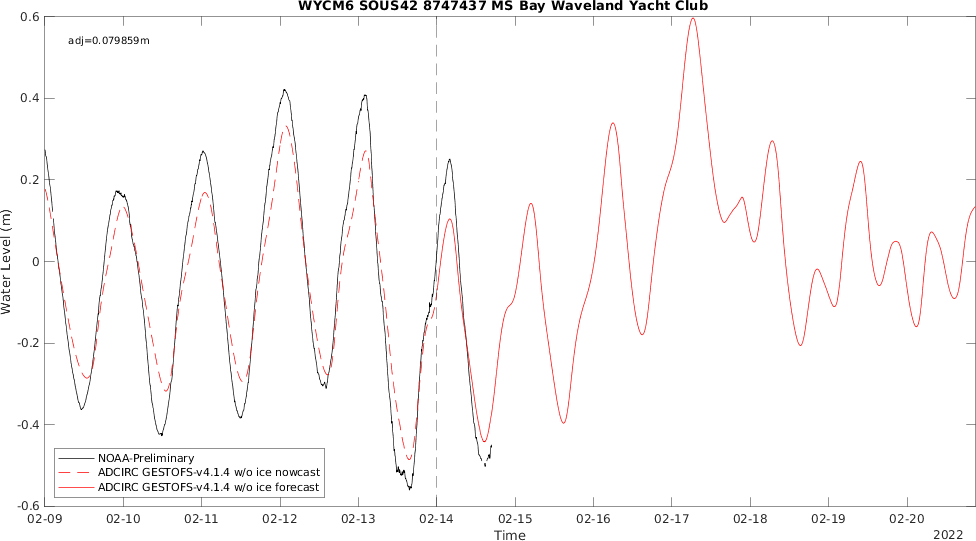 WYCM6 SOUS42 8747437 MS Bay Waveland Yacht Club
adj=0.079859m
0.6
0.4
0.2
0
-0.2
-0.4
-0.6
Water Level (m)
NOAA-Preliminary
ADCIRC GESTOFS-v4.1.4 w/o ice nowcast
ADCIRC GESTOFS-v4.1.4 w/o ice forecast
02-09 02-10 02-11 02-12 02-13 02-14 02-15 02-16 02-17 02-18 02-19 02-20
Time
2022